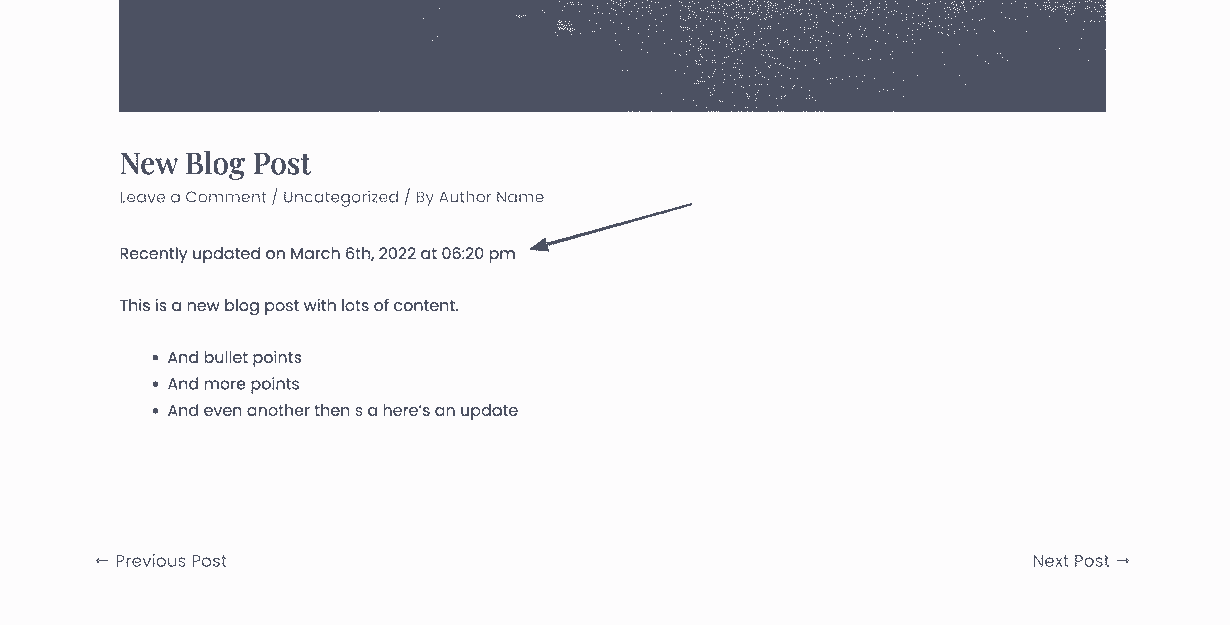 New Blog Post
Leave a Comment / Uncategorized / By Author Name
Recently updated on March 6th, 2022 at 06:20 pm
This is a new blog post with lots of content.
• And bullet points
• And more points
• And even another then s a here's an update
← Previous Post
Next Post →